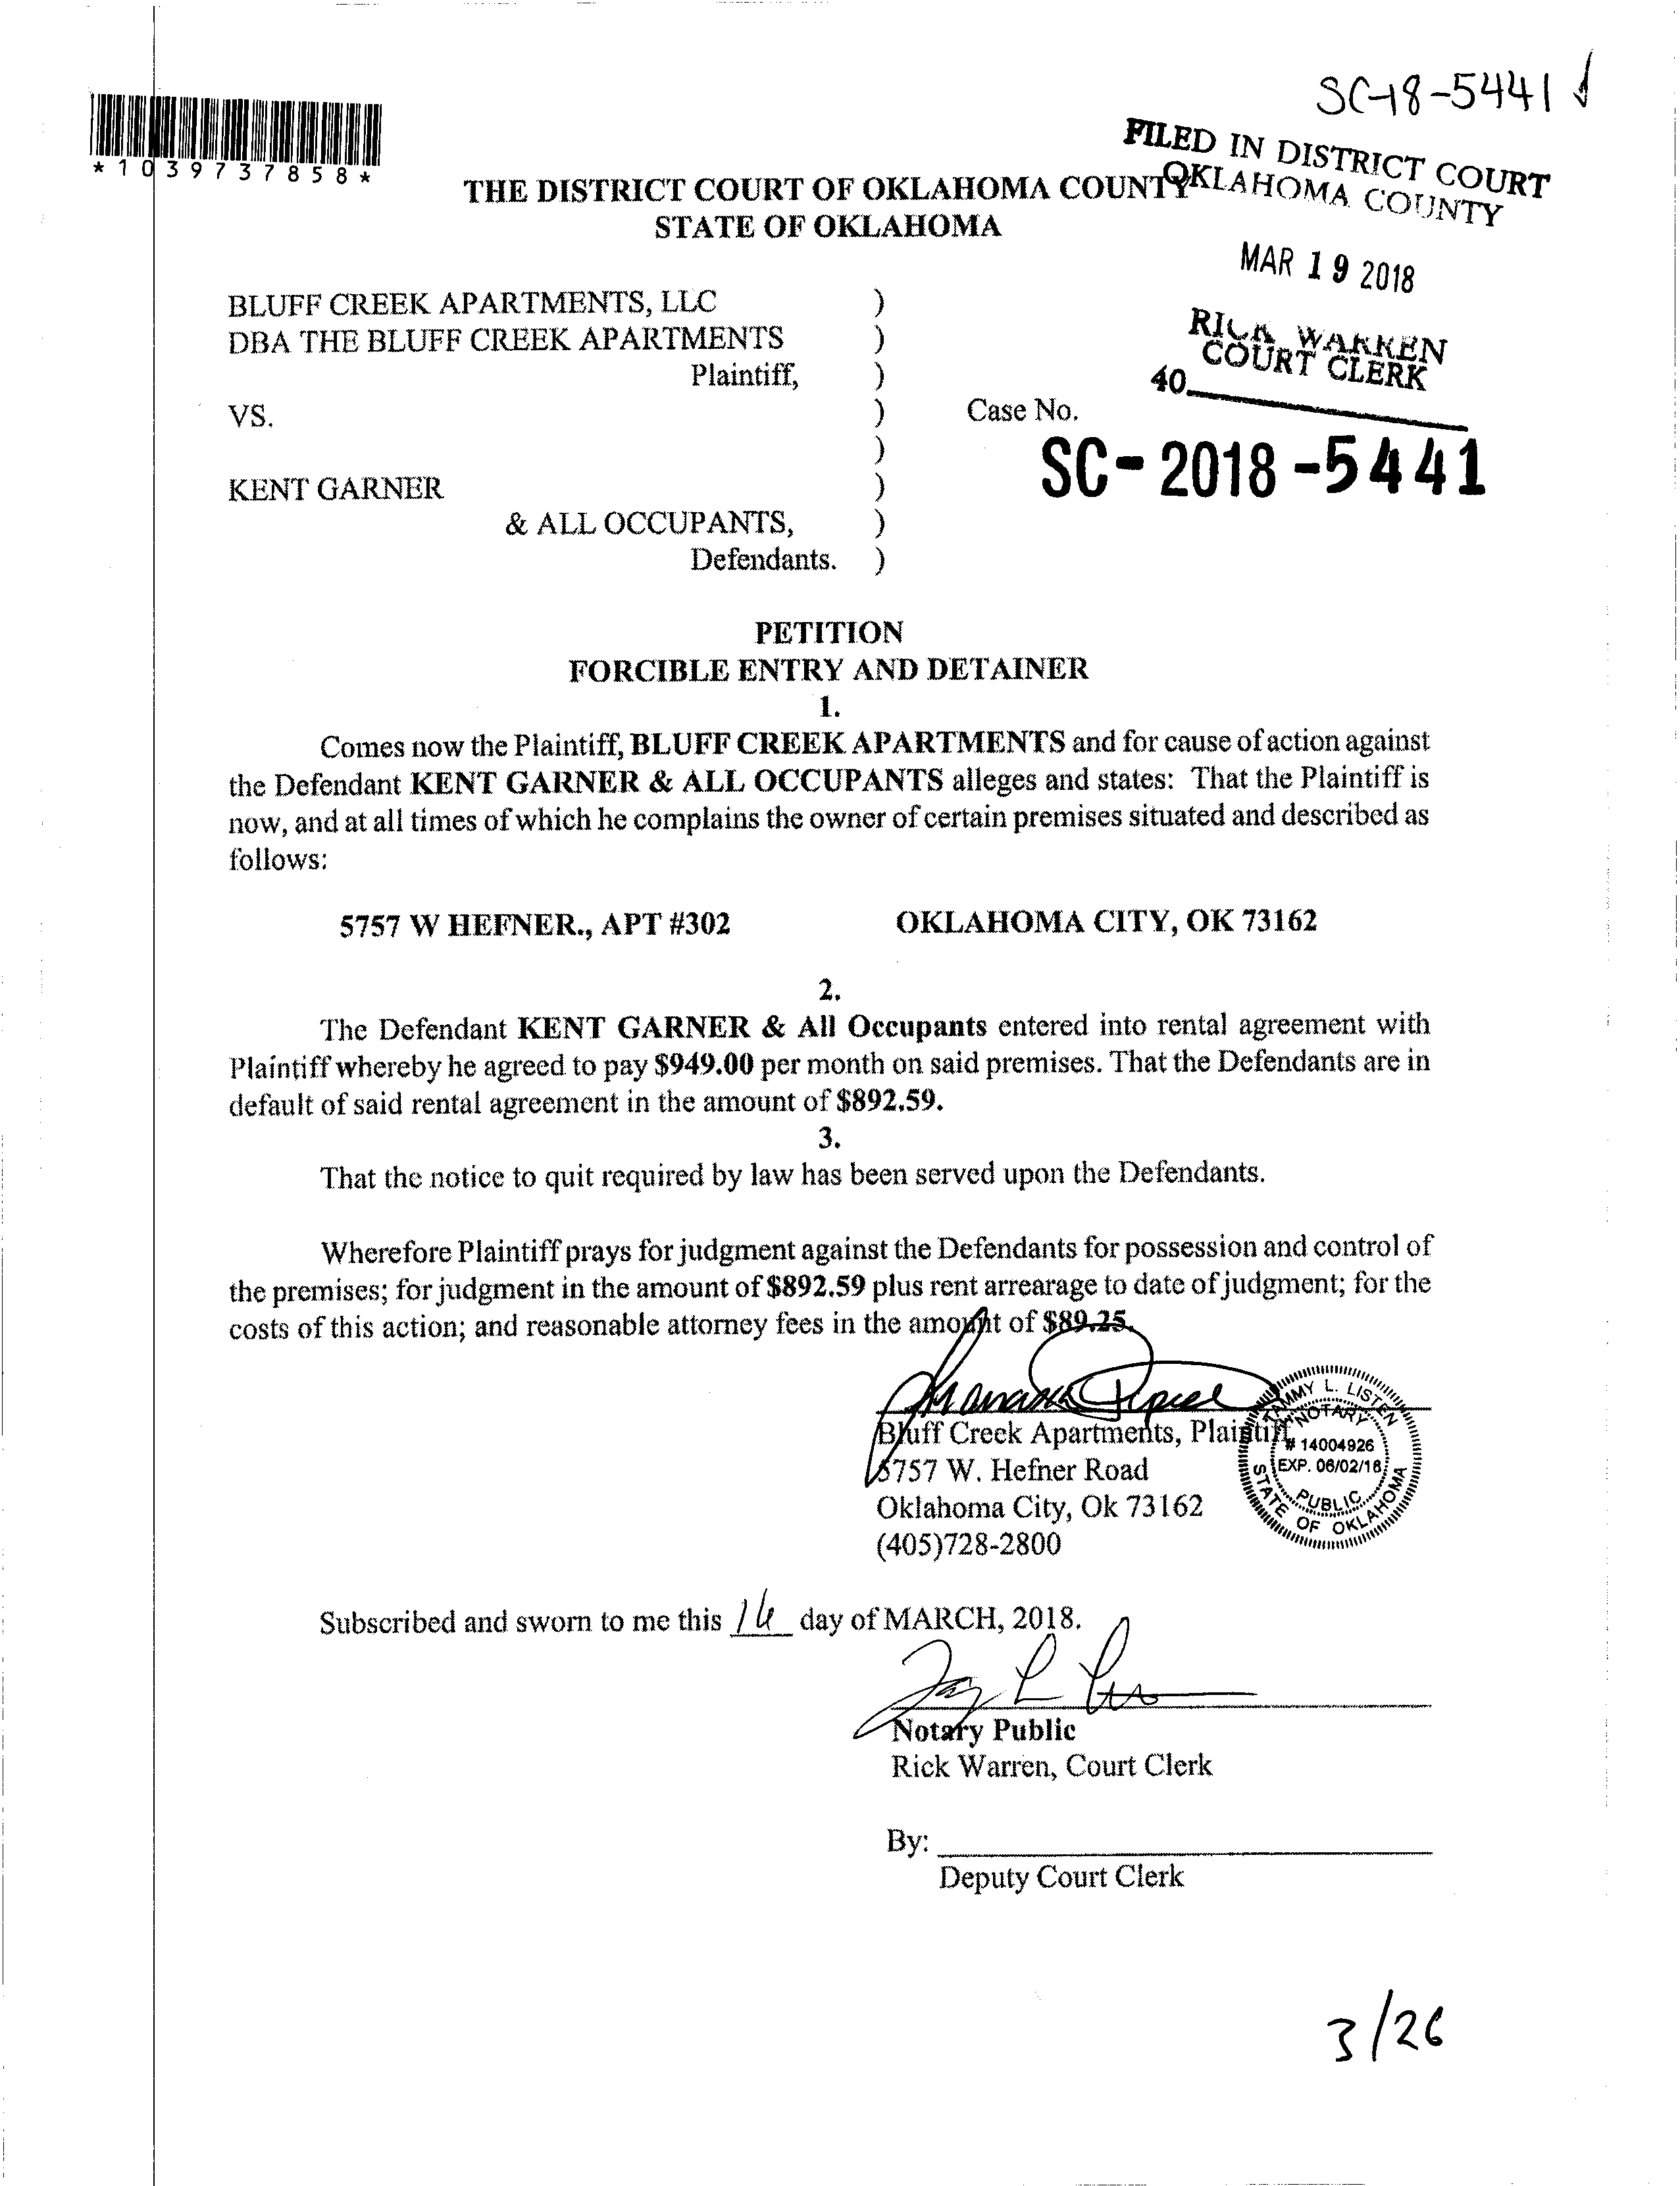 SC-18-5441
*1039737858*
FILED IN DISTRICT COURT
OKLAHOMA COUNTY
THE DISTRICT COURT OF OKLAHOMA COUNTY
STATE OF OKLAHOMA
MAR 19 2018
RICK WARREN
COURT CLERK
40
BLUFF CREEK APARTMENTS, LLC )
DBA THE BLUFF CREEK APARTMENTS )
Plaintiff, )
VS. ) Case No.
)
SC-2018-5441
KENT GARNER )
& ALL OCCUPANTS, )
Defendants. )
PETITION
FORCIBLE ENTRY AND DETAINER
1.
Comes now the Plaintiff, BLUFF CREEK APARTMENTS and for cause of action against
the Defendant KENT GARNER & ALL OCCUPANTS alleges and states: That the Plaintiff is
now, and at all times of which he complains the owner of certain premises situated and described as
follows:
5757 W HEFNER., APT #302 OKLAHOMA CITY, OK 73162
2.
The Defendant KENT GARNER & All Occupants entered into rental agreement with
Plaintiff whereby he agreed to pay $949.00 per month on said premises. That the Defendants are in
default of said rental agreement in the amount of $892.59.
3.
That the notice to quit required by law has been served upon the Defendants.
Wherefore Plaintiff prays for judgment against the Defendants for possession and control of
the premises; for judgment in the amount of $892.59 plus rent arrearage to date of judgment; for the
costs of this action; and reasonable attorney fees in the amount of $89.25.
Bluff Creek Apartments, Plaintiff,
5757 W. Hefner Road
Oklahoma City, Ok 73162
(405)728-2800
TAMMY L. LISTEN
NOTARY
# 14004926
EXP. 06/02/18
PUBLIC
STATE OF OKLAHOMA
Subscribed and sworn to me this 16 day of MARCH, 2018.
Notary Public
Rick Warren, Court Clerk
By:
Deputy Court Clerk
3/26